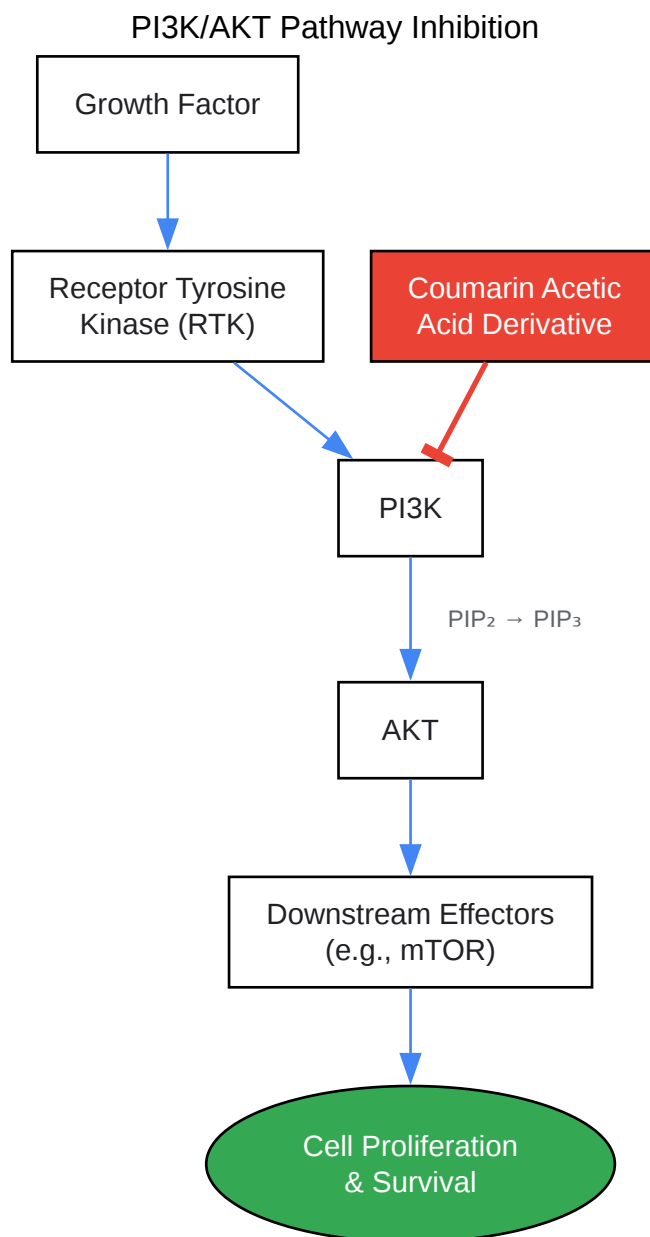 PI3K/AKT Pathway Inhibition
Growth Factor
Receptor Tyrosine
Kinase (RTK)
Coumarin Acetic
Acid Derivative
PI3K
PIP₂ → PIP₃
AKT
Downstream Effectors
(e.g., mTOR)
Cell Proliferation
& Survival